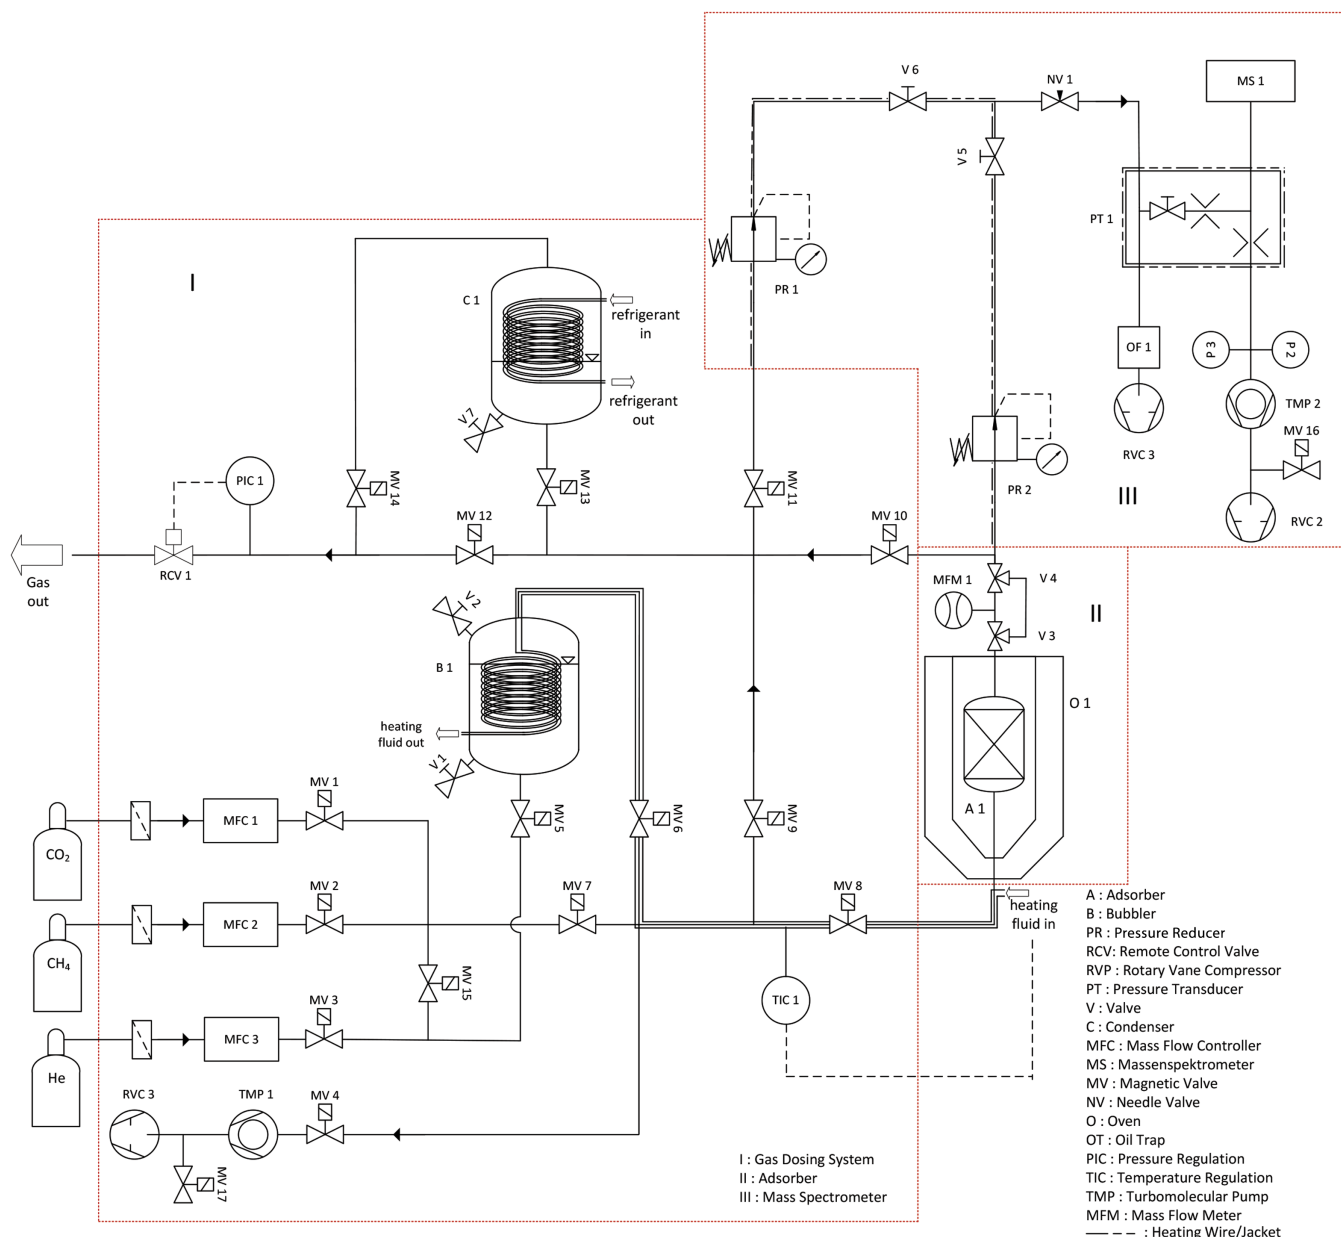 V 6
NV 1
MS 1
V 5
PT 1
PR 1
I
C 1
refrigerant
in
refrigerant
out
OF 1
P 3
P 2
TMP 2
MV 16
RVC 3
RVC 2
V 7
PR 2
III
PIC 1
MV 14
MV 13
MV 11
MV 12
MV 10
RCV 1
Gas
out
MFM 1
V 4
V 3
II
V 2
B 1
O 1
heating
fluid out
V 1
A 1
MV 1
MV 5
MV 6
MV 9
MFC 1
CO2
MV 2
MV 7
MV 8
MFC 2
CH4
heating
fluid in
MV 15
MV 3
TIC 1
MFC 3
He
RVC 3
TMP 1
MV 4
MV 17
I : Gas Dosing System
II : Adsorber
III : Mass Spectrometer
A : Adsorber
B : Bubbler
PR : Pressure Reducer
RCV: Remote Control Valve
RVP : Rotary Vane Compressor
PT : Pressure Transducer
V : Valve
C : Condenser
MFC : Mass Flow Controller
MS : Massenspektrometer
MV : Magnetic Valve
NV : Needle Valve
O : Oven
OT : Oil Trap
PIC : Pressure Regulation
TIC : Temperature Regulation
TMP : Turbomolecular Pump
MFM : Mass Flow Meter
: Heating Wire/Jacket